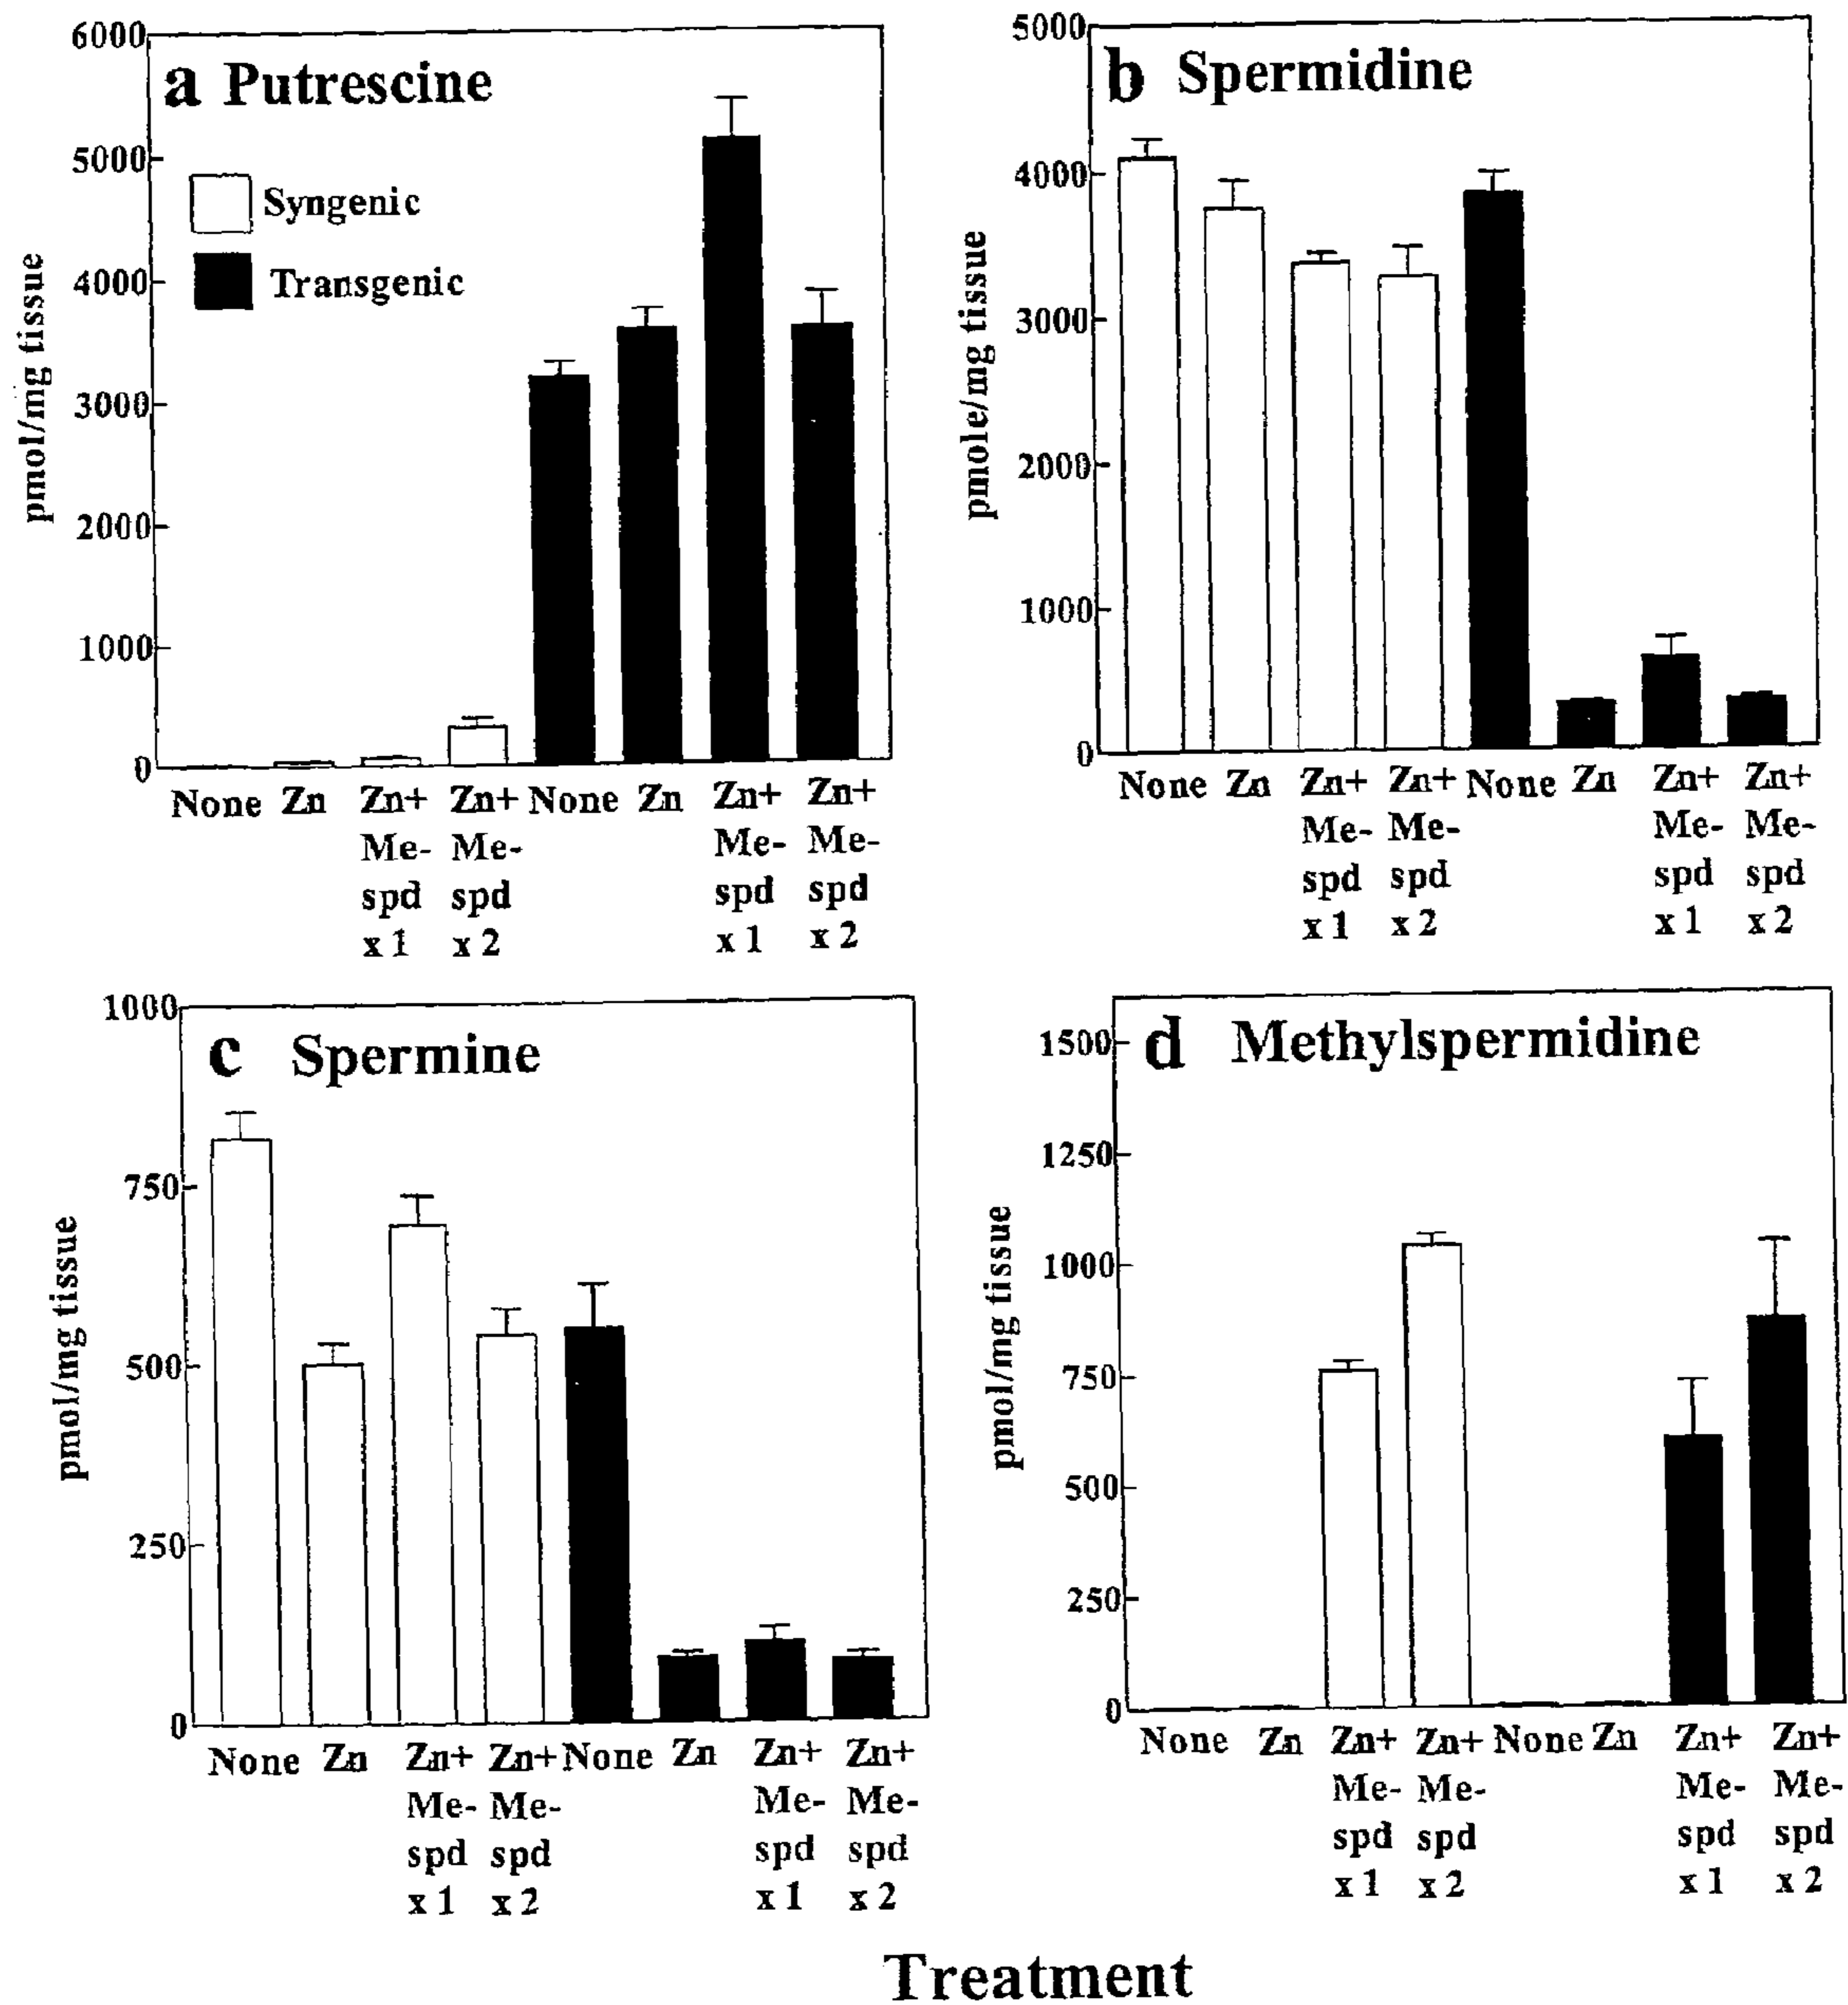 a Putrescine
6000
5000
4000
3000
2000
1000
0
pmol/mg tissue
Syngenic
Transgenic
None Zn Zn+ Zn+ None Zn Zn+ Zn+
Me- Me- Me- Me-
spd spd spd spd
x 1 x 2 x 1 x 2
b Spermidine
5000
4000
3000
2000
1000
0
pmole/mg tissue
None Zn Zn+ Zn+ None Zn Zn+ Zn+
Me- Me- Me- Me-
spd spd spd spd
x 1 x 2 x 1 x 2
c Spermine
1000
750
500
250
0
pmol/mg tissue
None Zn Zn+ Zn+ None Zn Zn+ Zn+
Me- Me- Me- Me-
spd spd spd spd
x 1 x 2 x 1 x 2
d Methylspermidine
1500
1250
1000
750
500
250
0
pmol/mg tissue
None Zn Zn+ Zn+ None Zn Zn+ Zn+
Me- Me- Me- Me-
spd spd spd spd
x 1 x 2 x 1 x 2
Treatment